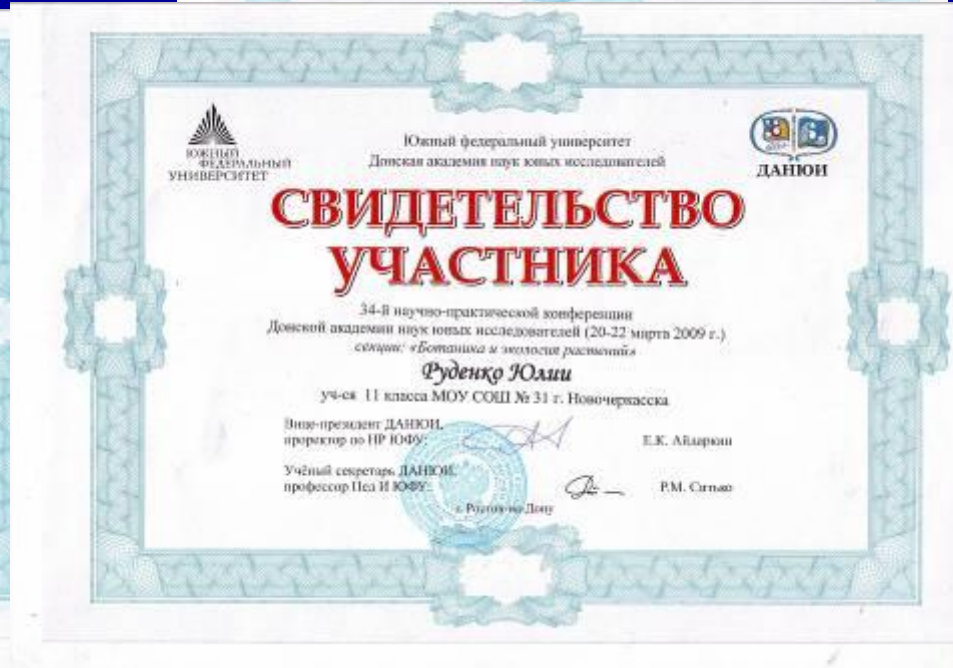 ЮЖНЫЙ
ФЕДЕРАЛЬНЫЙ
УНИВЕРСИТЕТ
Южный федеральный университет
Донская академия наук юных исследователей
ДАНЮИ
СВИДЕТЕЛЬСТВО
УЧАСТНИКА
34-й научно-практической конференции
Донской академии наук юных исследователей (20-22 марта 2009 г.)
секции: «Ботаника и экология растений»
Руденко Юлии
уч-ся 11 класса МОУ СОШ № 31 г. Новочеркасска
Вице-президент ДАНЮИ,
проректор по НР ЮФУ:
Е.К. Айдаркин
Учёный секретарь ДАНЮИ,
профессор Пед И ЮФУ:
Р.М. Ситько
г. Ростов-на-Дону